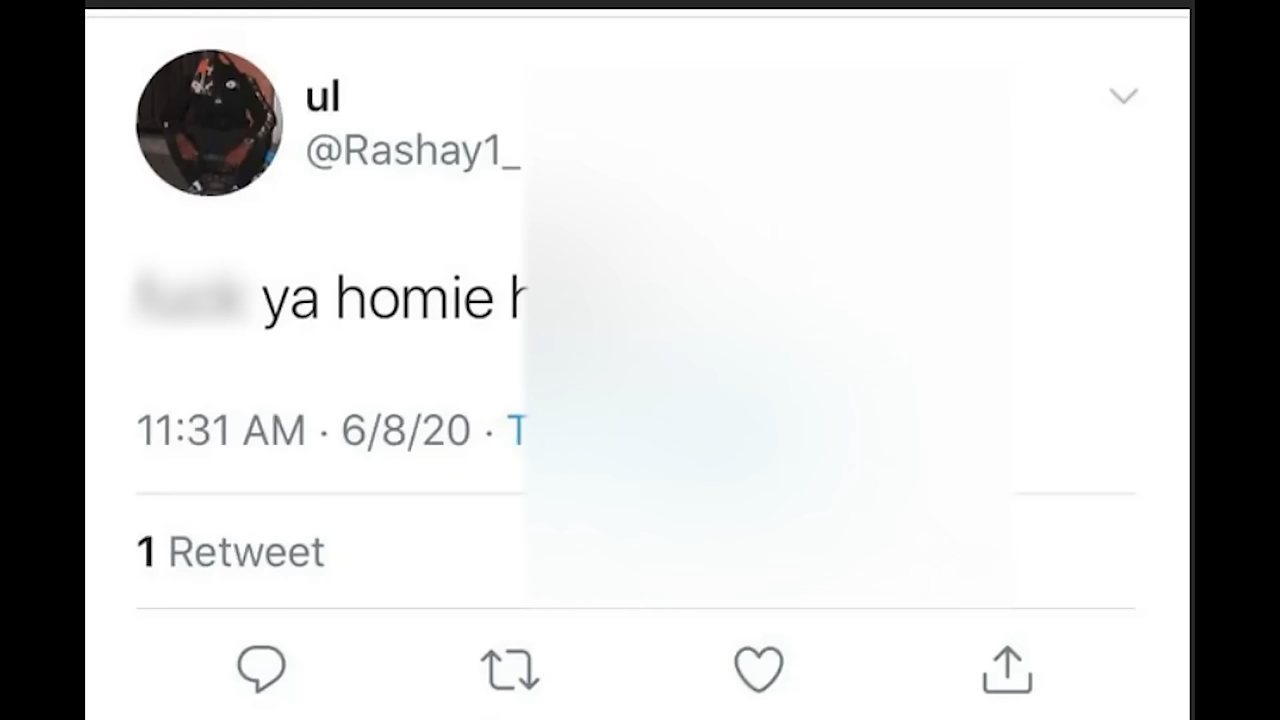 ul
@Rashay1_
ya homie
11:31 AM · 6/8/20 ·
1 Retweet